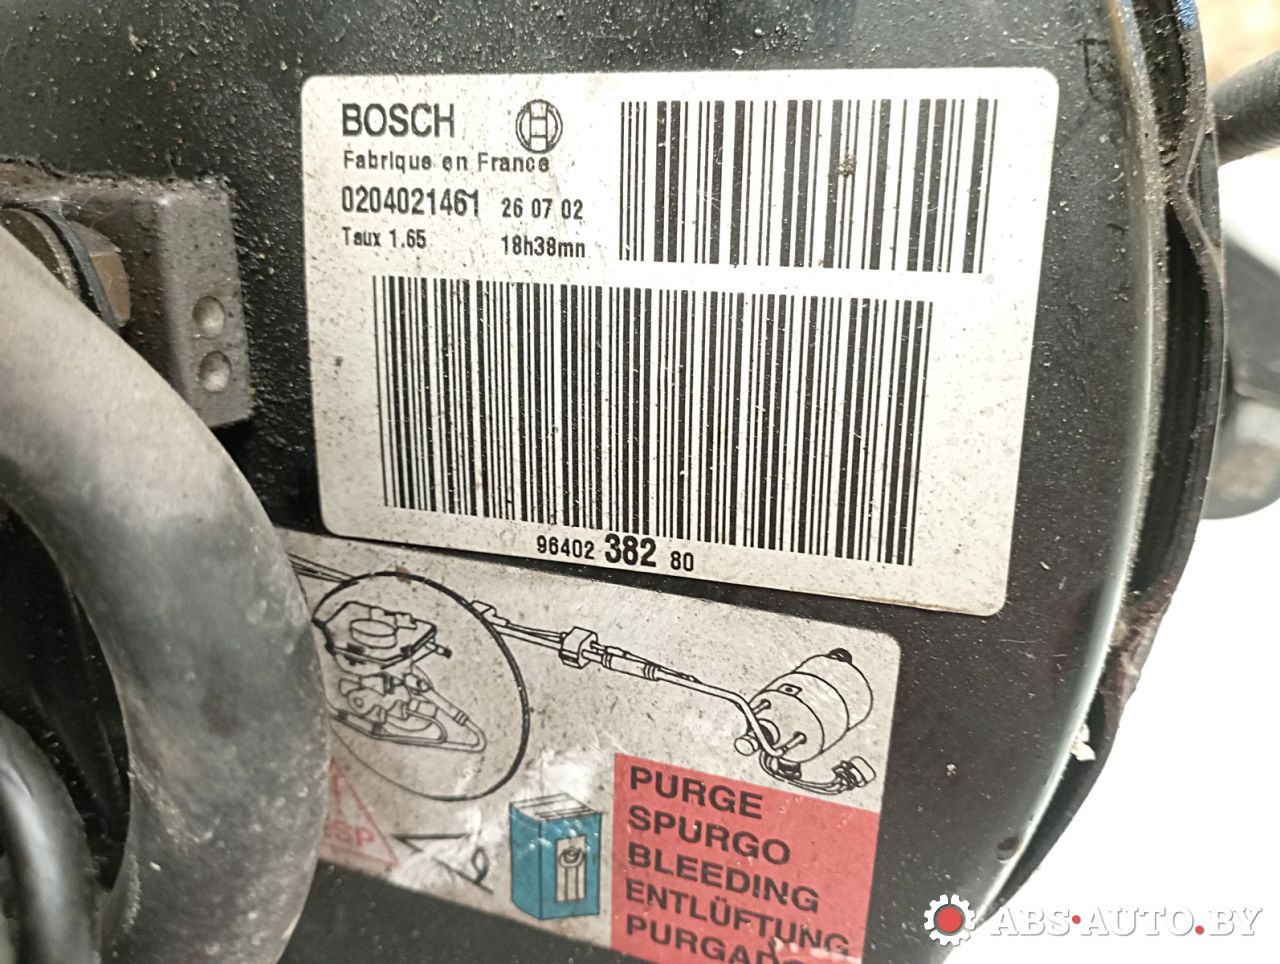 BOSCH
Fabrique en France
0204021461 26 07 02
Taux 1.65 18h38mn
96402 382 80
PURGE
SPURGO
BLEEDING
ENTLÜFTUNG
ABS-AUTO.BY